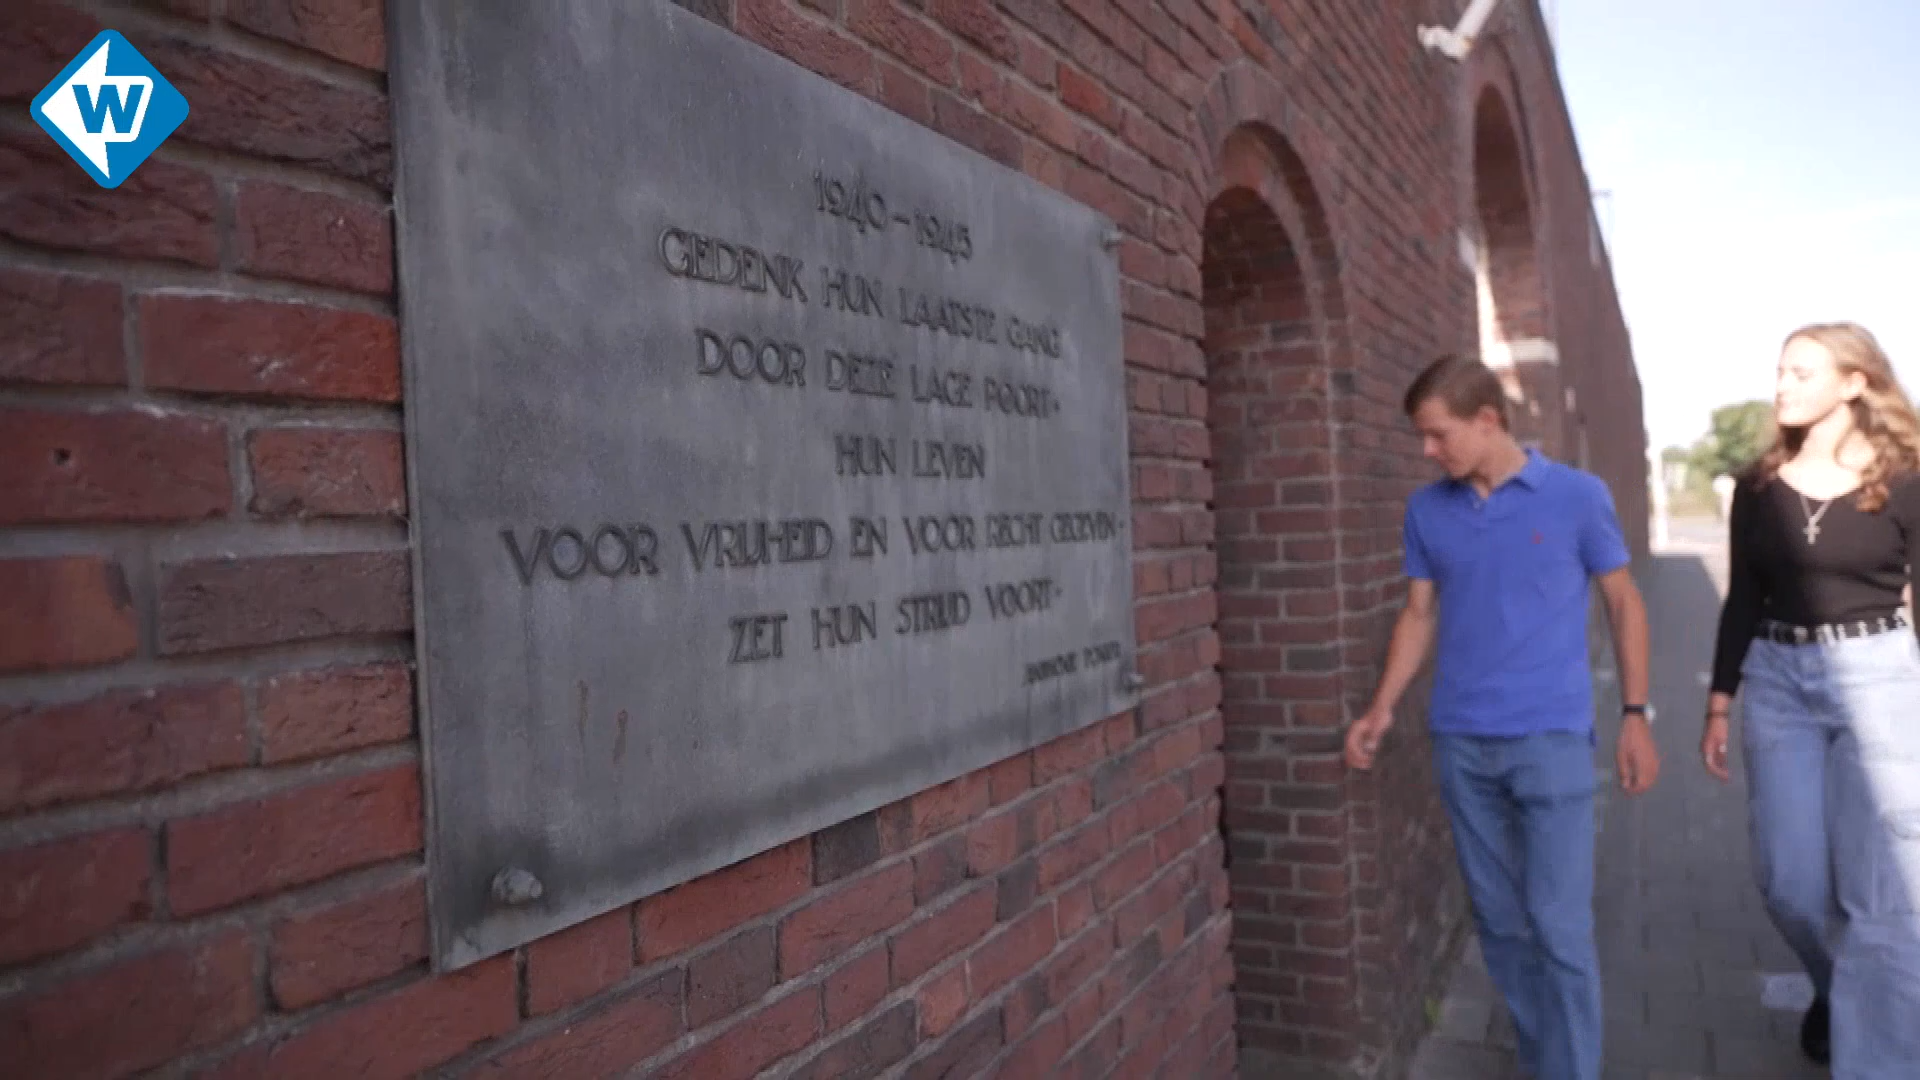 W
1940-1945
GEDENK HUN LAATSTE GANG
DOOR DEZE LAGE POORT-
HUN LEVEN
VOOR VRIJHEID EN VOOR RECHT GEGEVEN-
ZET HUN STRIJD VOORT-